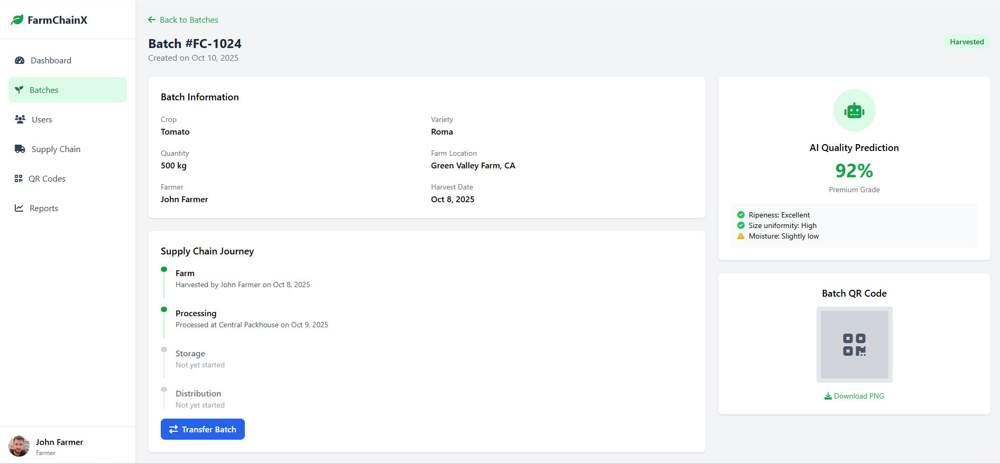 FarmChainX
Dashboard
Batches
Users
Supply Chain
QR Codes
Reports
John Farmer
Farmer
Back to Batches
Batch #FC-1024
Created on Oct 10, 2025
Harvested
Batch Information
Crop
Tomato
Variety
Roma
Quantity
500 kg
Farm Location
Green Valley Farm, CA
Farmer
John Farmer
Harvest Date
Oct 8, 2025
Supply Chain Journey
Farm
Harvested by John Farmer on Oct 8, 2025
Processing
Processed at Central Packhouse on Oct 9, 2025
Storage
Not yet started
Distribution
Not yet started
Transfer Batch
AI Quality Prediction
92%
Premium Grade
Ripeness: Excellent
Size uniformity: High
Moisture: Slightly low
Batch QR Code
Download PNG